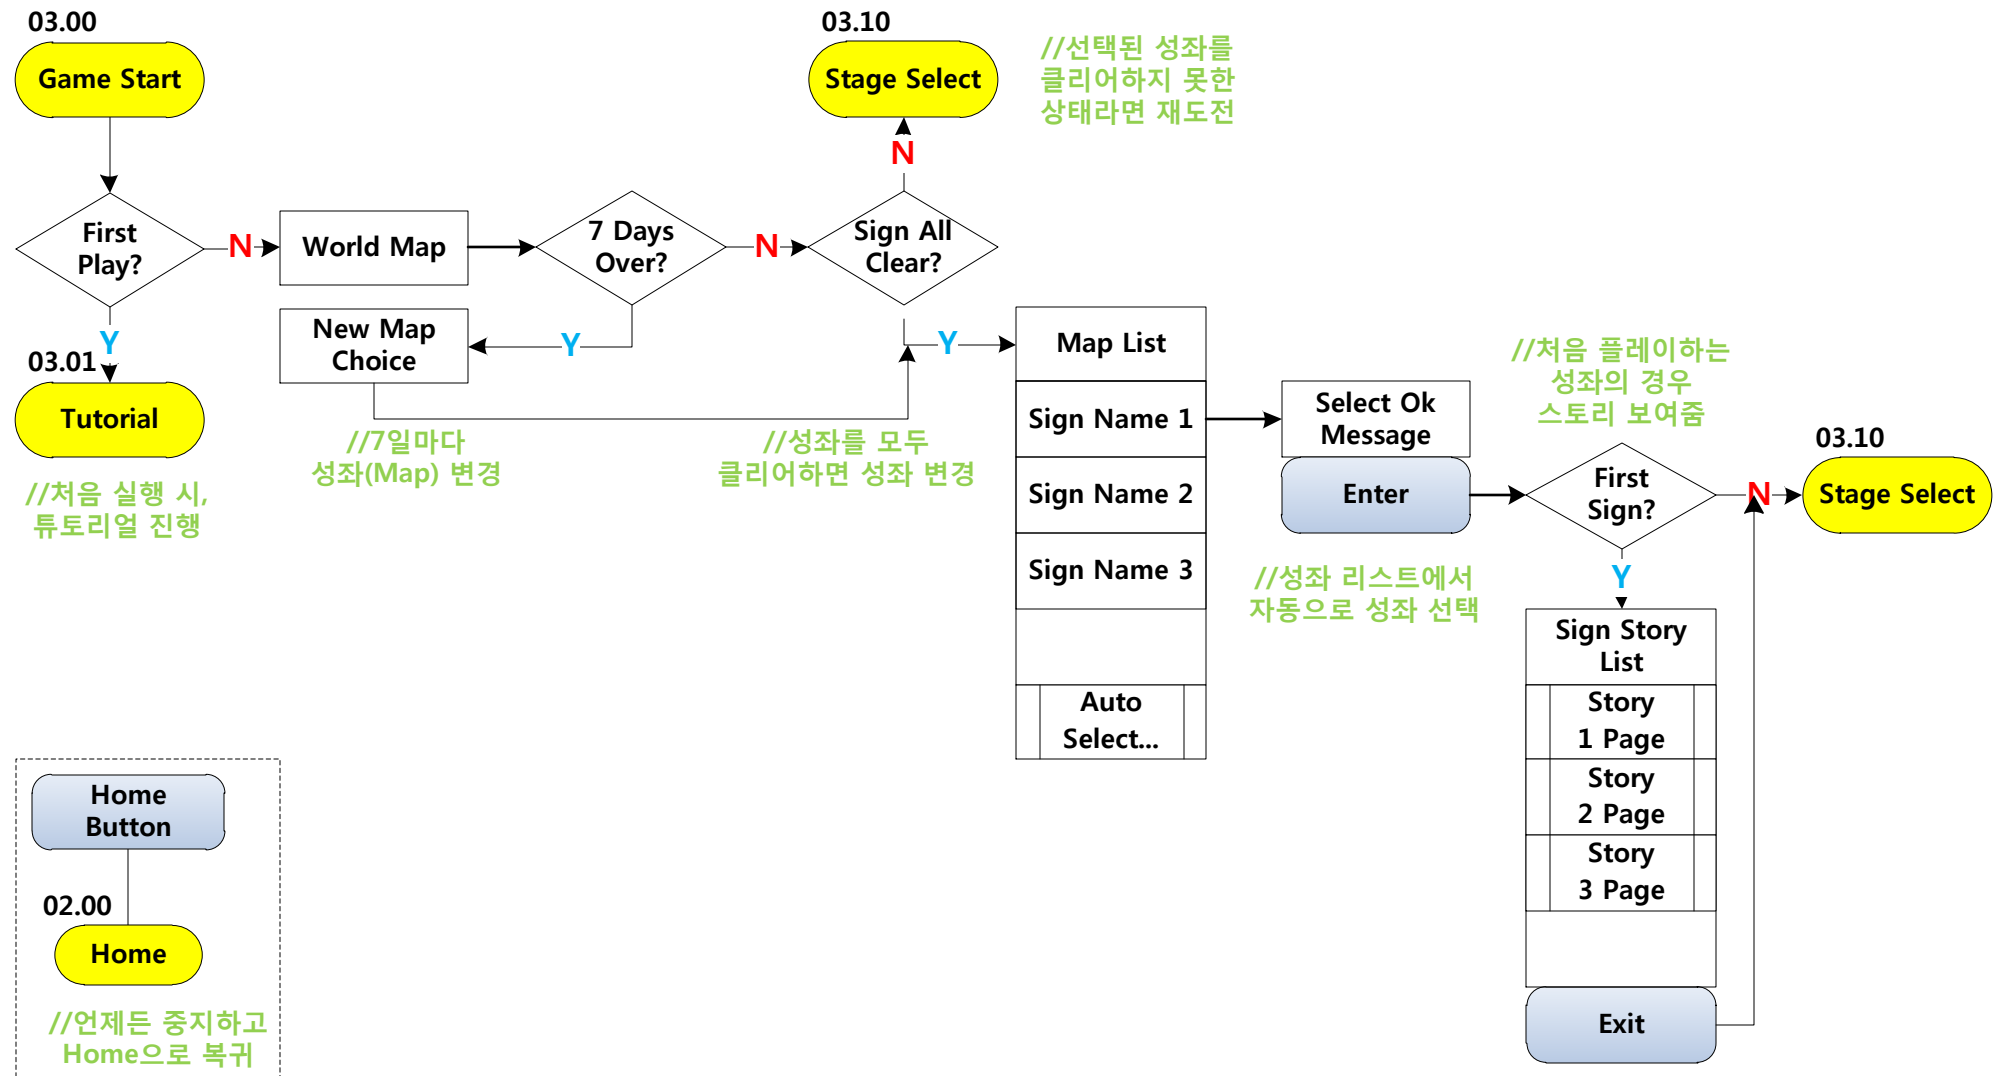 03.00
Game Start
First
Play?
N
Y
03.01
Tutorial
//처음 실행 시,
튜토리얼 진행
World Map
7 Days
Over?
N
Y
New Map
Choice
//7일마다
성좌(Map) 변경
03.10
Stage Select
//선택된 성좌를
클리어하지 못한
상태라면 재도전
N
Sign All
Clear?
Y
//성좌를 모두
클리어하면 성좌 변경
Map List
Sign Name 1
Sign Name 2
Sign Name 3
Auto
Select...
Select Ok
Message
Enter
//성좌 리스트에서
자동으로 성좌 선택
//처음 플레이하는
성좌의 경우
스토리 보여줌
First
Sign?
N
Y
03.10
Stage Select
Sign Story
List
Story
1 Page
Story
2 Page
Story
3 Page
Exit
Home
Button
02.00
Home
//언제든 중지하고
Home으로 복귀